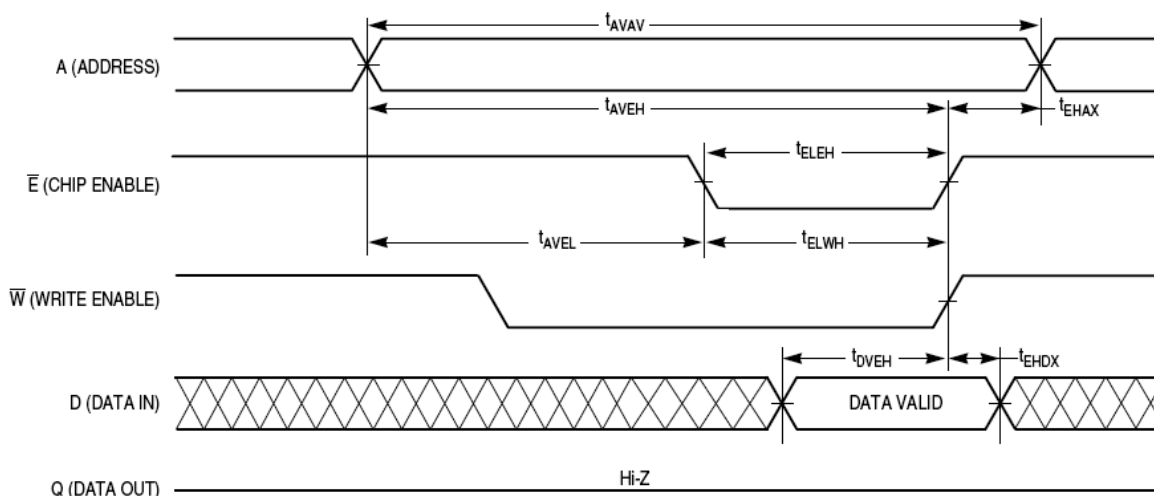 tAVAV
A (ADDRESS)
tAVEH
tEHAX
tELEH
E (CHIP ENABLE)
tAVEL
tELWH
W (WRITE ENABLE)
tDVEH
tEHDX
D (DATA IN)
DATA VALID
Hi-Z
Q (DATA OUT)